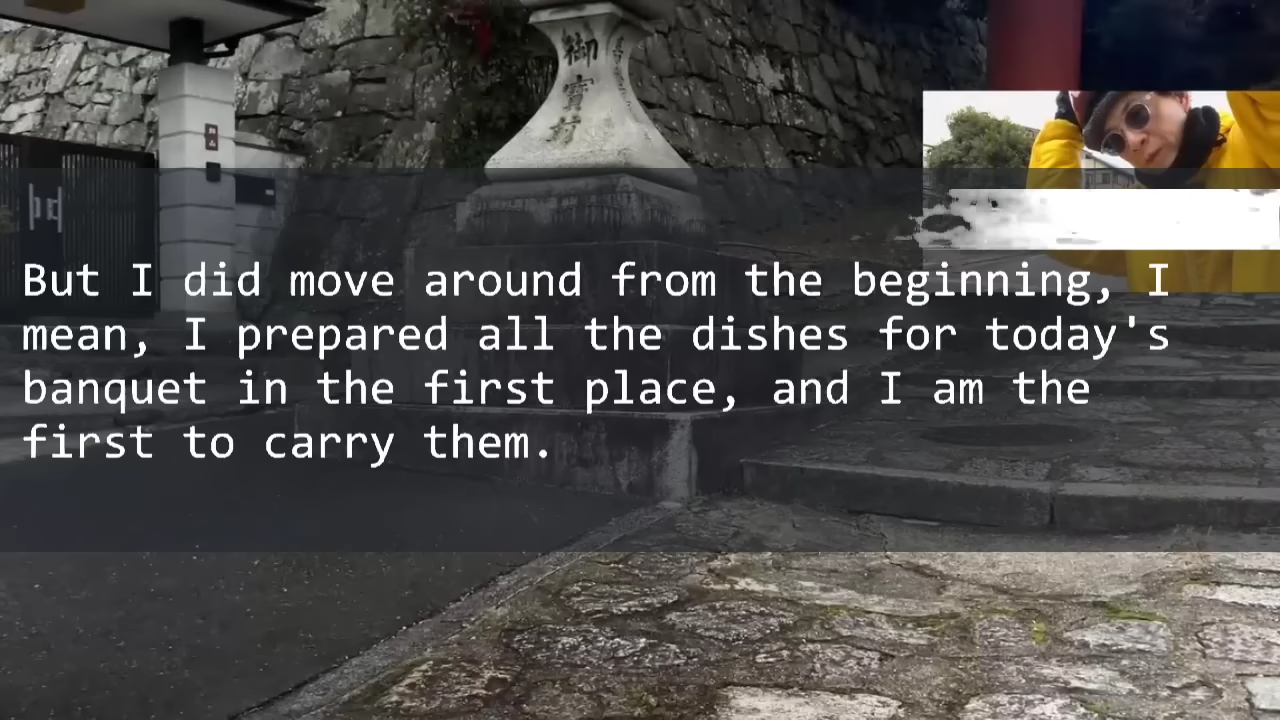 御寶前
But I did move around from the beginning, I
mean, I prepared all the dishes for today's
banquet in the first place, and I am the
first to carry them.